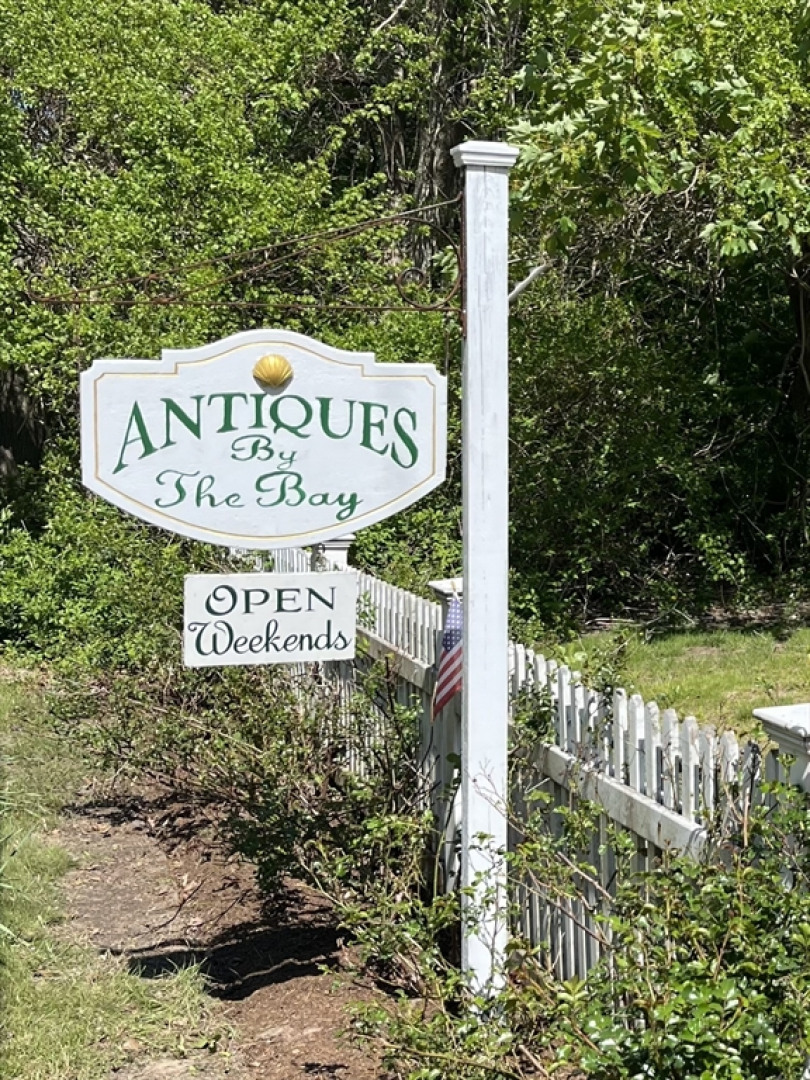 ANTIQUES
By
The Bay
OPEN
Weekends